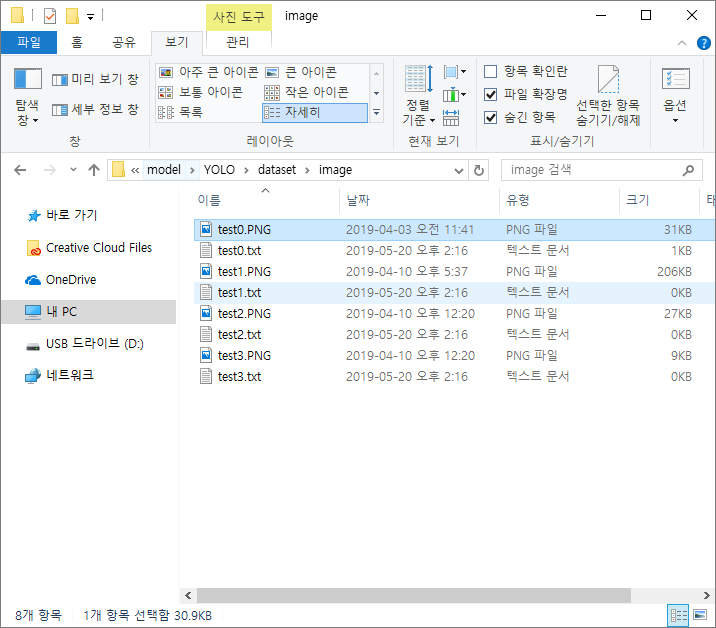 사진 도구 image
파일 홈 공유 보기 관리
탐색 창
미리 보기 창
세부 정보 창
창
아주 큰 아이콘 큰 아이콘
보통 아이콘 작은 아이콘
목록 자세히
레이아웃
정렬 기준
현재 보기
항목 확인란
파일 확장명
숨긴 항목
선택한 항목 숨기기/해제
표시/숨기기
옵션
« model › YOLO › dataset › image
image 검색
바로 가기
Creative Cloud Files
OneDrive
내 PC
USB 드라이브 (D:)
네트워크
이름 날짜 유형 크기
test0.PNG 2019-04-03 오전 11:41 PNG 파일 31KB
test0.txt 2019-05-20 오후 2:16 텍스트 문서 1KB
test1.PNG 2019-04-10 오후 5:37 PNG 파일 206KB
test1.txt 2019-05-20 오후 2:16 텍스트 문서 0KB
test2.PNG 2019-04-10 오후 12:20 PNG 파일 27KB
test2.txt 2019-05-20 오후 2:16 텍스트 문서 0KB
test3.PNG 2019-04-10 오후 12:20 PNG 파일 9KB
test3.txt 2019-05-20 오후 2:16 텍스트 문서 0KB
8개 항목 1개 항목 선택함 30.9KB